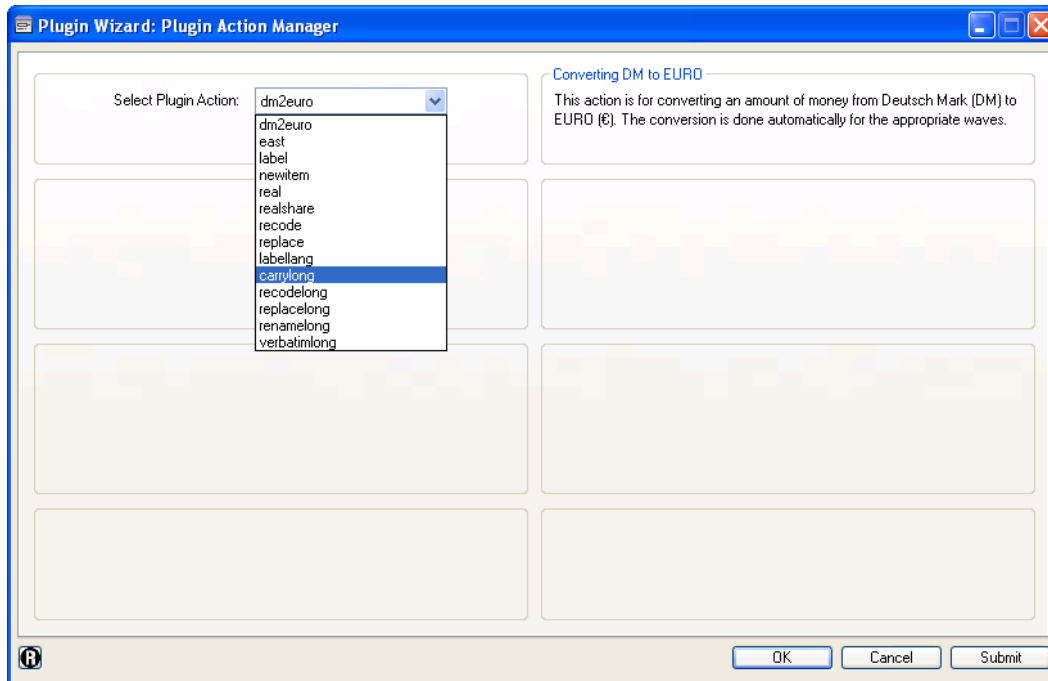 Plugin Wizard: Plugin Action Manager
Select Plugin Action:
dm2euro
dm2euro
east
label
newitem
real
realshare
recode
replace
labellang
carrylong
recodelong
replacelong
renamelong
verbatimlong
Converting DM to EURO
This action is for converting an amount of money from Deutsch Mark (DM) to
EURO (€). The conversion is done automatically for the appropriate waves.
R
OK
Cancel
Submit